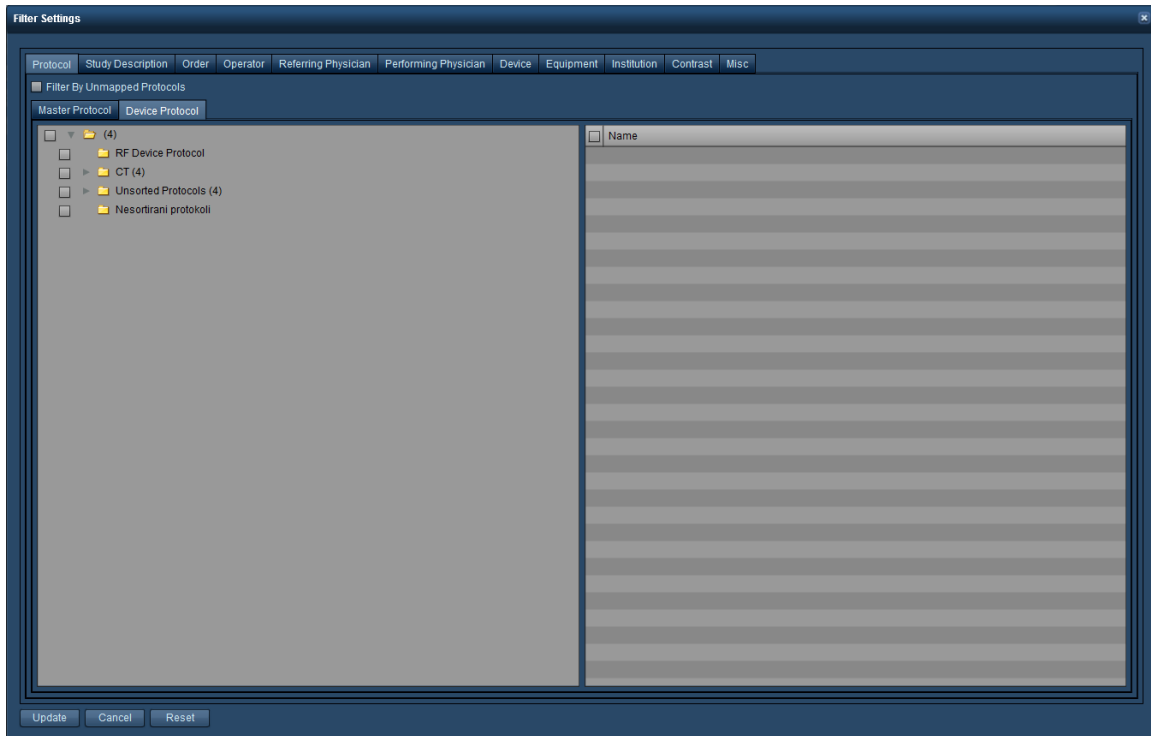 Filter Settings
Protocol Study Description Order Operator Referring Physician Performing Physician Device Equipment Institution Contrast Misc
Filter By Unmapped Protocols
Master Protocol Device Protocol
(4)
RF Device Protocol
CT (4)
Unsorted Protocols (4)
Nesortirani protokoli
Name
Update Cancel Reset